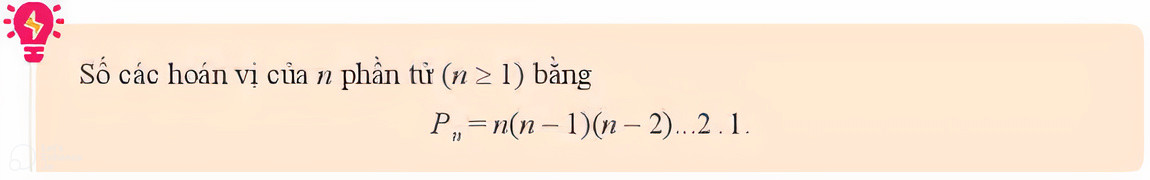 Số các hoán vị của n phần tử (n ≥ 1) bằng
Pₙ = n(n – 1)(n – 2)...2 . 1.